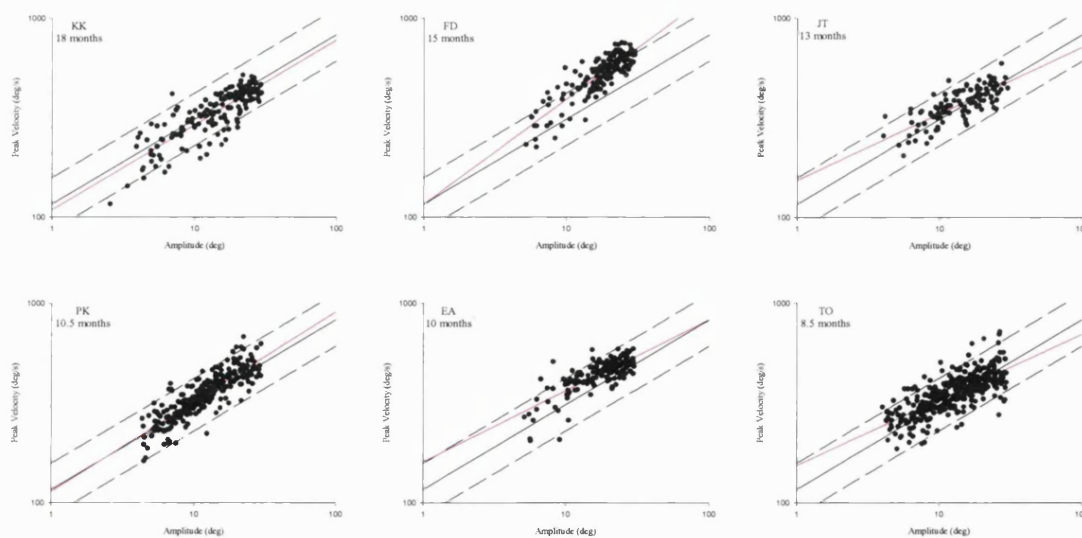 KK
18 months
1000
100
Peak Velocity (deg/s)
1
10
100
Amplitude (deg)
FD
15 months
1000
100
Peak Velocity (deg/s)
1
10
100
Amplitude (deg)
JT
13 months
1000
100
Peak Velocity (deg/s)
1
10
100
Amplitude (deg)
PK
10.5 months
1000
100
Peak Velocity (deg/s)
1
10
100
Amplitude (deg)
EA
10 months
1000
100
Peak Velocity (deg/s)
1
10
100
Amplitude (deg)
TO
8.5 months
1000
100
Peak Velocity (deg/s)
1
10
100
Amplitude (deg)